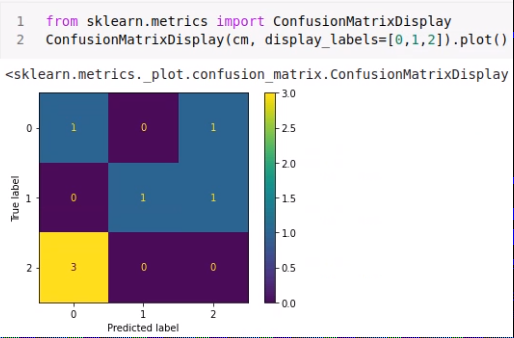 1 from sklearn.metrics import ConfusionMatrixDisplay
2 ConfusionMatrixDisplay(cm, display_labels=[0,1,2]).plot()
<sklearn.metrics._plot.confusion_matrix.ConfusionMatrixDisplay
3.0
0 1 0 1
2.5
2.0
True label
1 0 1 1
1.5
1.0
2 3 0 0
0.5
0.0
0 1 2
Predicted label